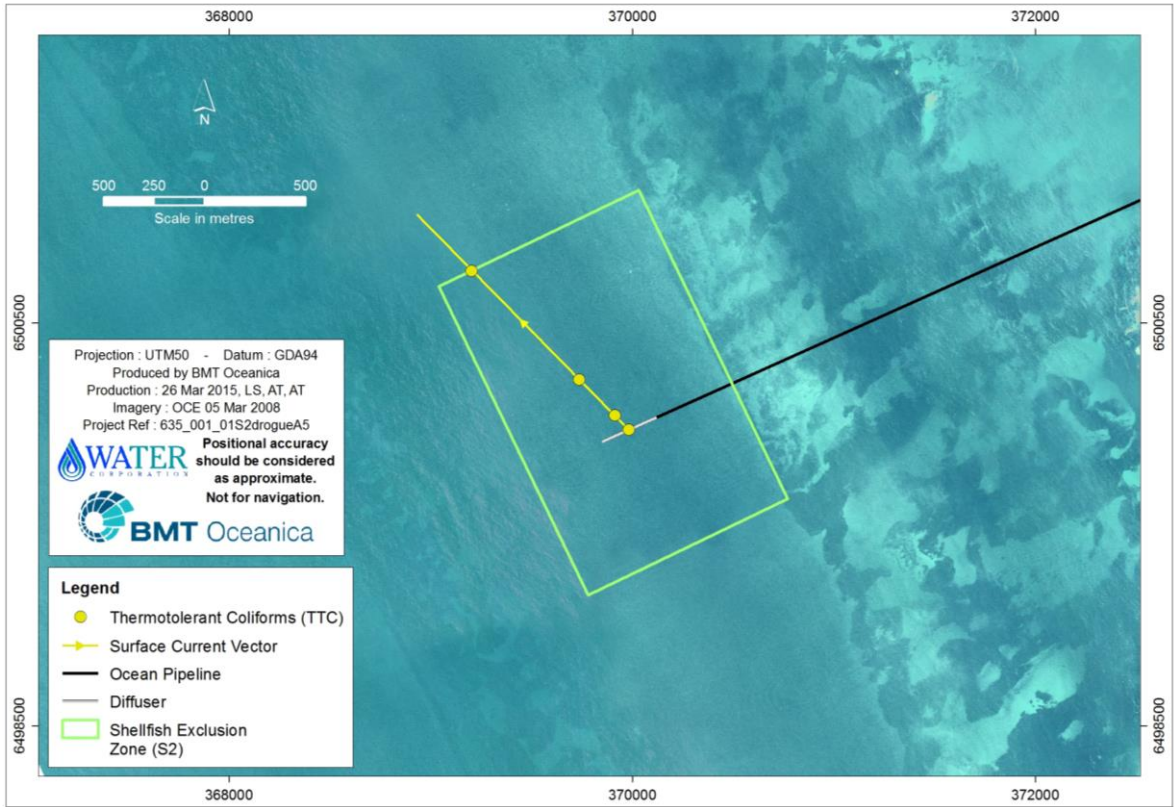 368000 370000 372000
N
500 250 0 500
Scale in metres
6500500 6500500
Projection : UTM50 - Datum : GDA94
Produced by BMT Oceanica
Production : 26 Mar 2015, LS, AT, AT
Imagery : OCE 05 Mar 2008
Project Ref : 635_001_01S2drogueA5
WATER
CORPORATION
Positional accuracy
should be considered
as approximate.
Not for navigation.
BMT Oceanica
Legend
Thermotolerant Coliforms (TTC)
Surface Current Vector
Ocean Pipeline
Diffuser
Shellfish Exclusion
Zone (S2)
6498500 6498500
368000 370000 372000